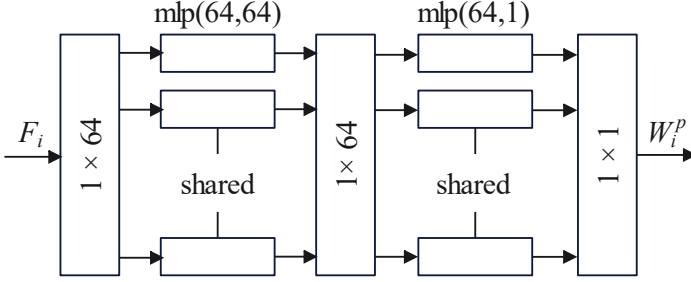 mlp(64,64)
mlp(64,1)
F_i
1 × 64
shared
1 × 64
shared
1 × 1
W_i^p